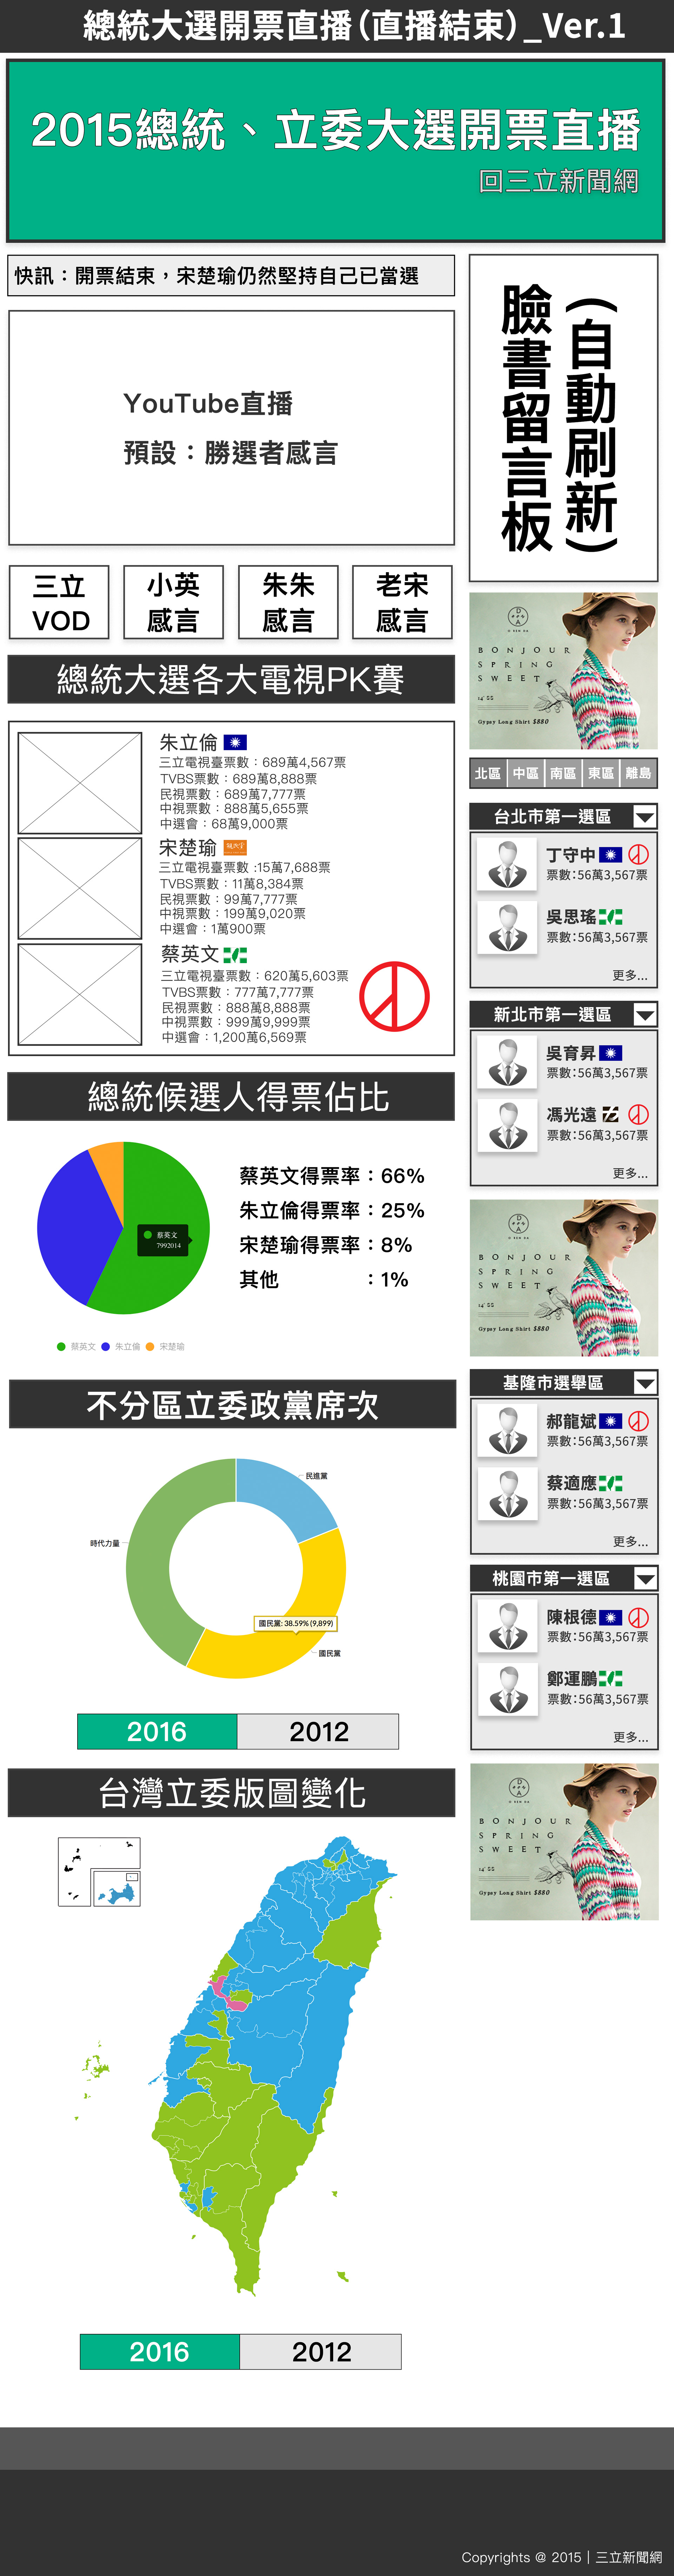 總統大選開票直播(直播結束)_Ver.1
2015總統、立委大選開票直播
回三立新聞網
快訊：開票結束，宋楚瑜仍然堅持自己已當選
YouTube直播
預設：勝選者感言
三立
VOD
小英
感言
朱朱
感言
老宋
感言
總統大選各大電視PK賽
朱立倫
三立電視臺票數：689萬4,567票
TVBS票數：689萬8,888票
民視票數：689萬7,777票
中視票數：888萬5,655票
中選會：68萬9,000票
宋楚瑜
三立電視臺票數 :15萬7,688票
TVBS票數：11萬8,384票
民視票數：99萬7,777票
中視票數：199萬9,020票
中選會：1萬900票
蔡英文
三立電視臺票數：620萬5,603票
TVBS票數：777萬7,777票
民視票數：888萬8,888票
中視票數：999萬9,999票
中選會：1,200萬6,569票
總統候選人得票佔比
蔡英文
7992014
蔡英文 朱立倫 宋楚瑜
蔡英文得票率：66%
朱立倫得票率：25%
宋楚瑜得票率：8%
其他 ：1%
不分區立委政黨席次
民進黨
時代力量
國民黨: 38.59% (9,899)
國民黨
2016 2012
台灣立委版圖變化
2016 2012
(自動刷新)
臉書留言板
D SEN DA
BONJOUR
SPRING
SWEET
14' SS
Gypsy Long Shirt $880
北區 中區 南區 東區 離島
台北市第一選區
丁守中
票數:56萬3,567票
吳思瑤
票數:56萬3,567票
更多...
新北市第一選區
吳育昇
票數:56萬3,567票
馮光遠
票數:56萬3,567票
更多...
D SEN DA
BONJOUR
SPRING
SWEET
14' SS
Gypsy Long Shirt $880
基隆市選舉區
郝龍斌
票數:56萬3,567票
蔡適應
票數:56萬3,567票
更多...
桃園市第一選區
陳根德
票數:56萬3,567票
鄭運鵬
票數:56萬3,567票
更多...
D SEN DA
BONJOUR
SPRING
SWEET
14' SS
Gypsy Long Shirt $880
Copyrights @ 2015 | 三立新聞網